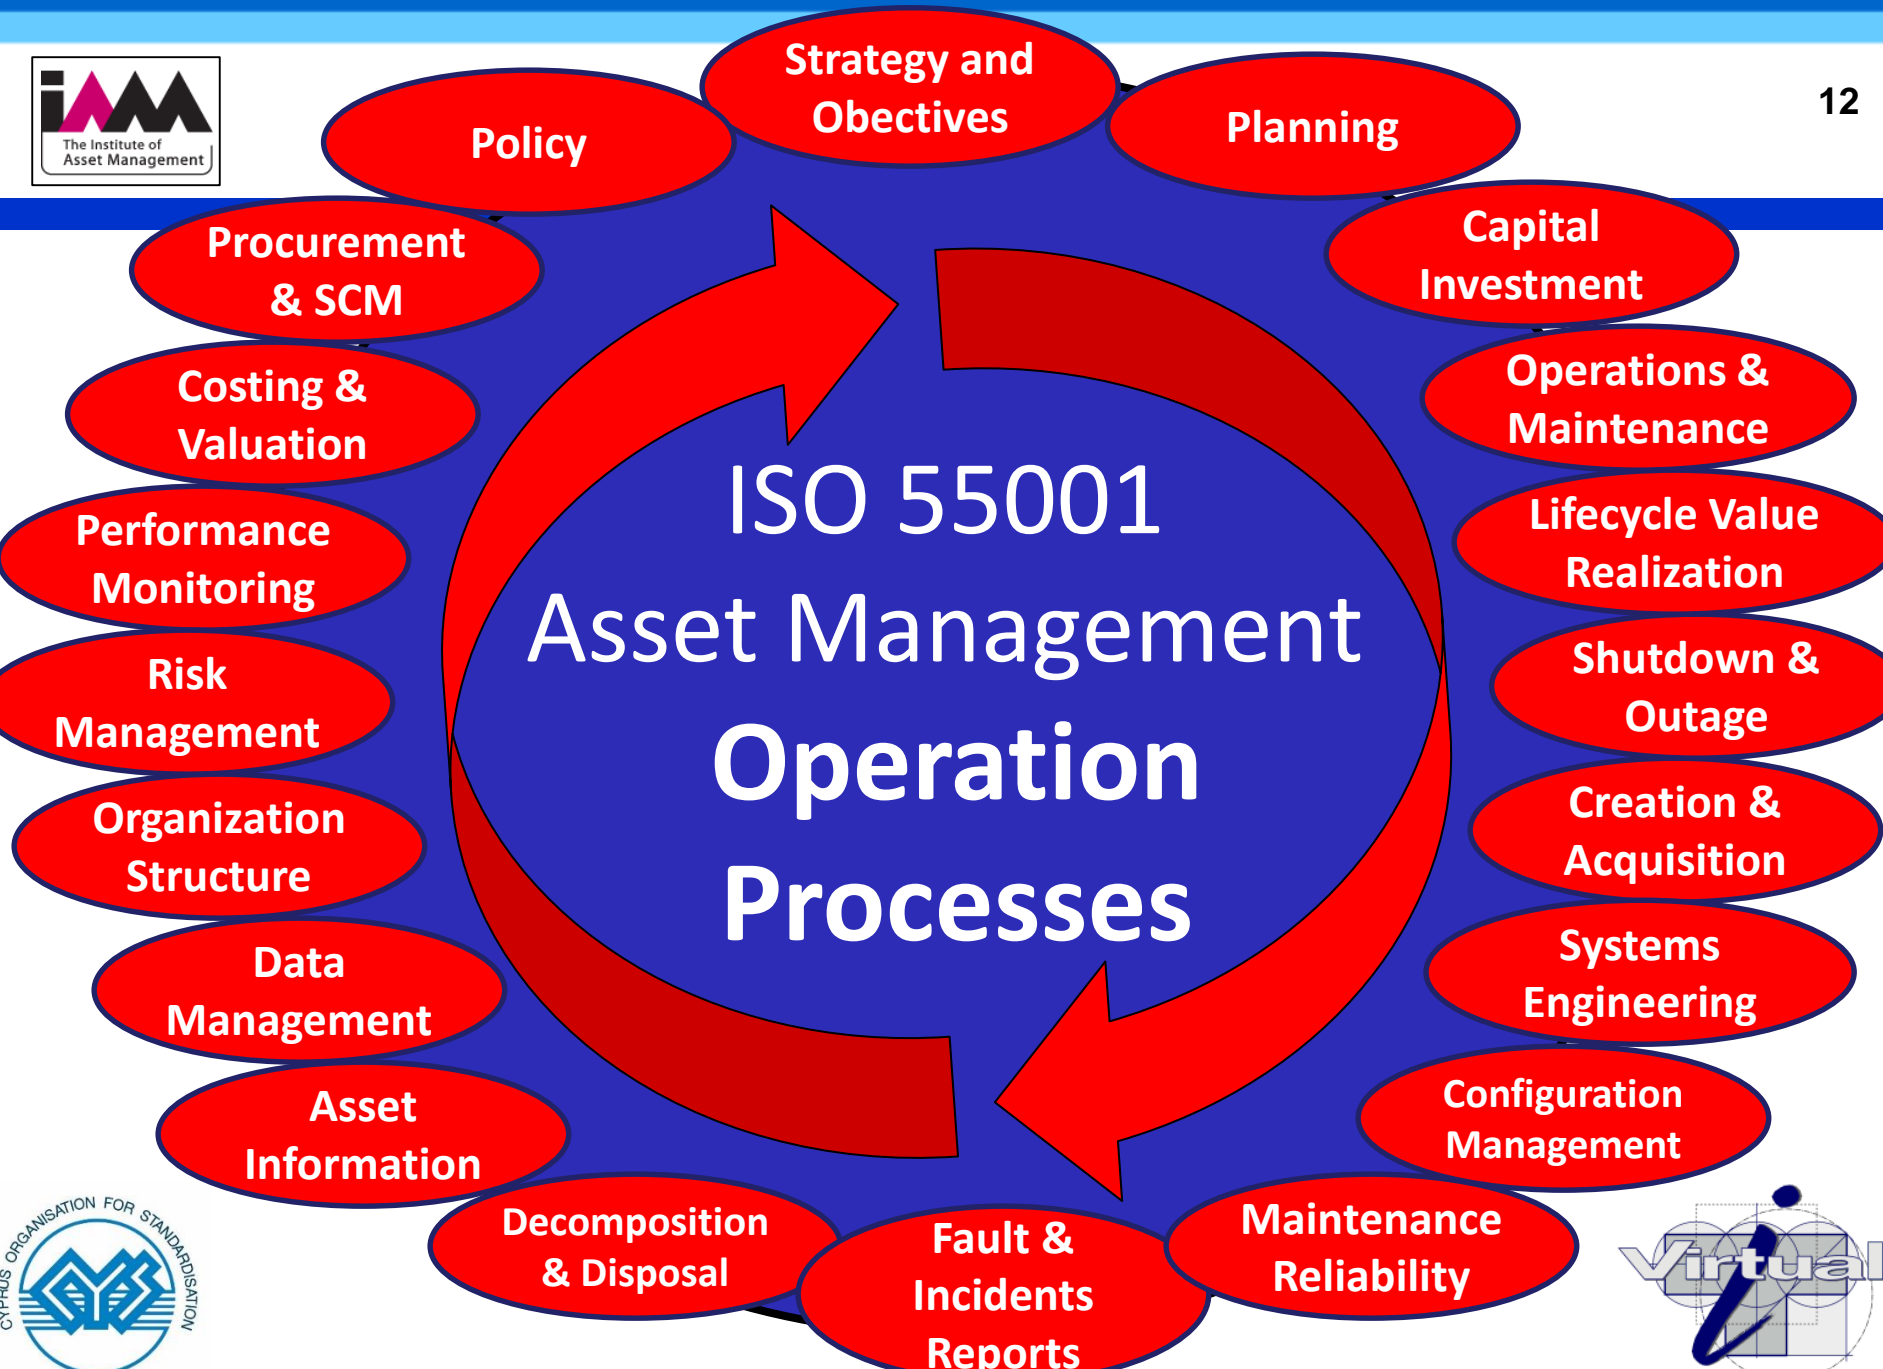 The Institute of
Asset Management
12
Strategy and
Obectives
Planning
Capital
Investment
Operations &
Maintenance
Lifecycle Value
Realization
Shutdown &
Outage
Creation &
Acquisition
Systems
Engineering
Configuration
Management
Maintenance
Reliability
Fault &
Incidents
Reports
Decomposition
& Disposal
Asset
Information
Data
Management
Organization
Structure
Risk
Management
Performance
Monitoring
Costing &
Valuation
Procurement
& SCM
Policy
ISO 55001
Asset Management
Operation
Processes
CYPRUS ORGANISATION FOR STANDARDISATION
Virtual
iAM